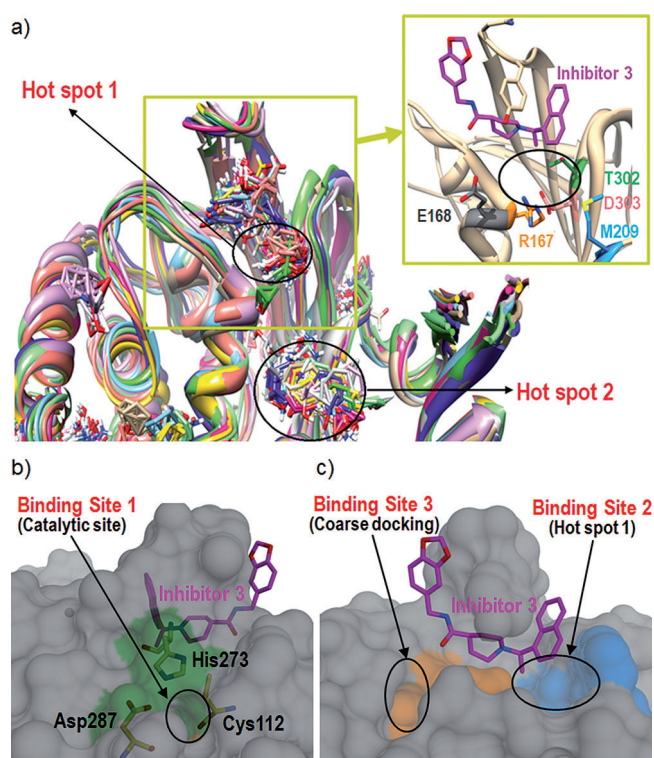 a)
Hot spot 1
Inhibitor 3
T302
E168
D303
R167
M209
Hot spot 2
b)
Binding Site 1
(Catalytic site)
Inhibitor 3
His273
Asp287
Cys112
c)
Binding Site 3
(Coarse docking)
Binding Site 2
(Hot spot 1)
Inhibitor 3